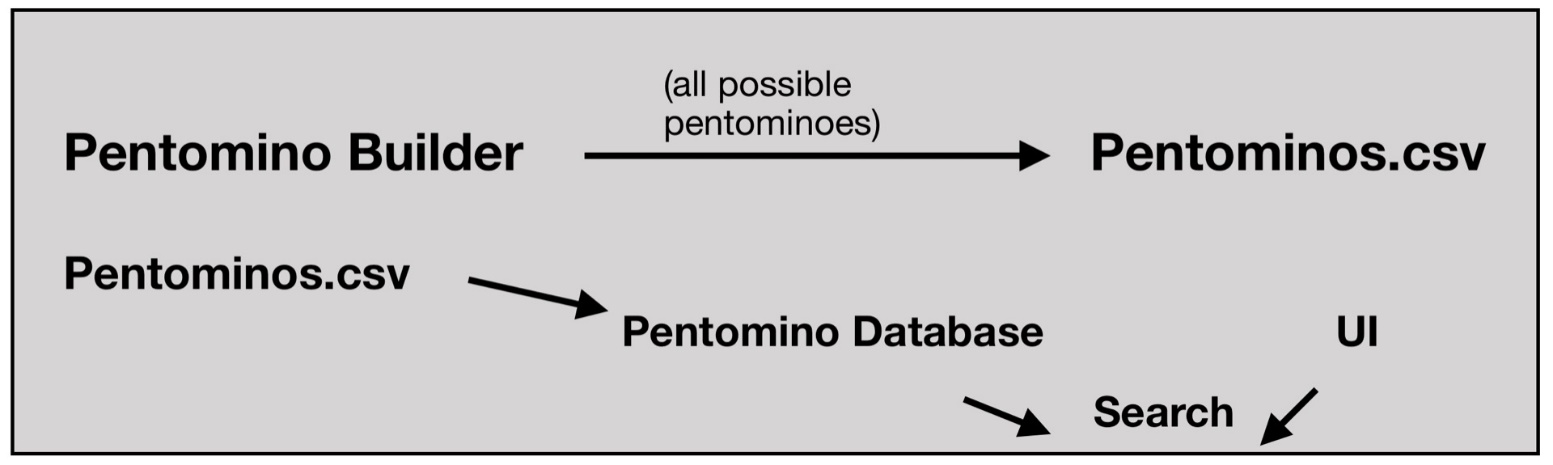 (all possible
pentominoes)
Pentomino Builder
Pentominos.csv
Pentominos.csv
Pentomino Database
UI
Search